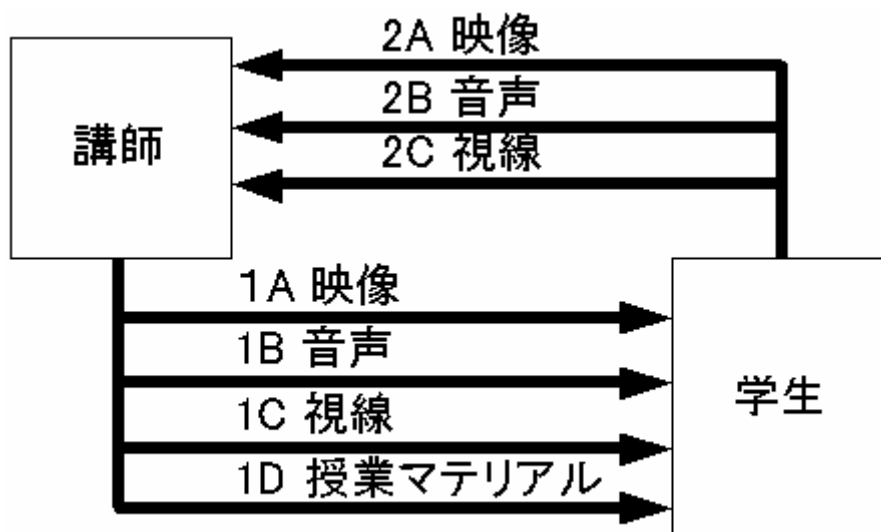 2A 映像
2B 音声
2C 視線
講師
1A 映像
1B 音声
1C 視線
1D 授業マテリアル
学生